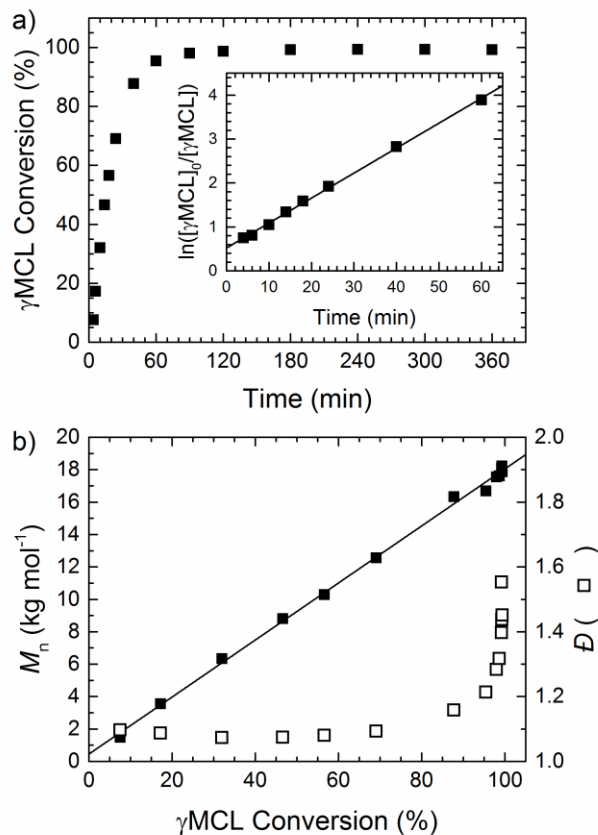 a)
100
80
60
40
20
0
γMCL Conversion (%)
4
3
2
1
0
ln([γMCL]₀/[γMCL])
0 10 20 30 40 50 60
Time (min)
0 60 120 180 240 300 360
Time (min)
b)
20
18
16
14
12
10
8
6
4
2
0
Mₙ (kg mol⁻¹)
2.0
1.8
1.6
1.4
1.2
1.0
Đ ( )
0 20 40 60 80 100
γMCL Conversion (%)